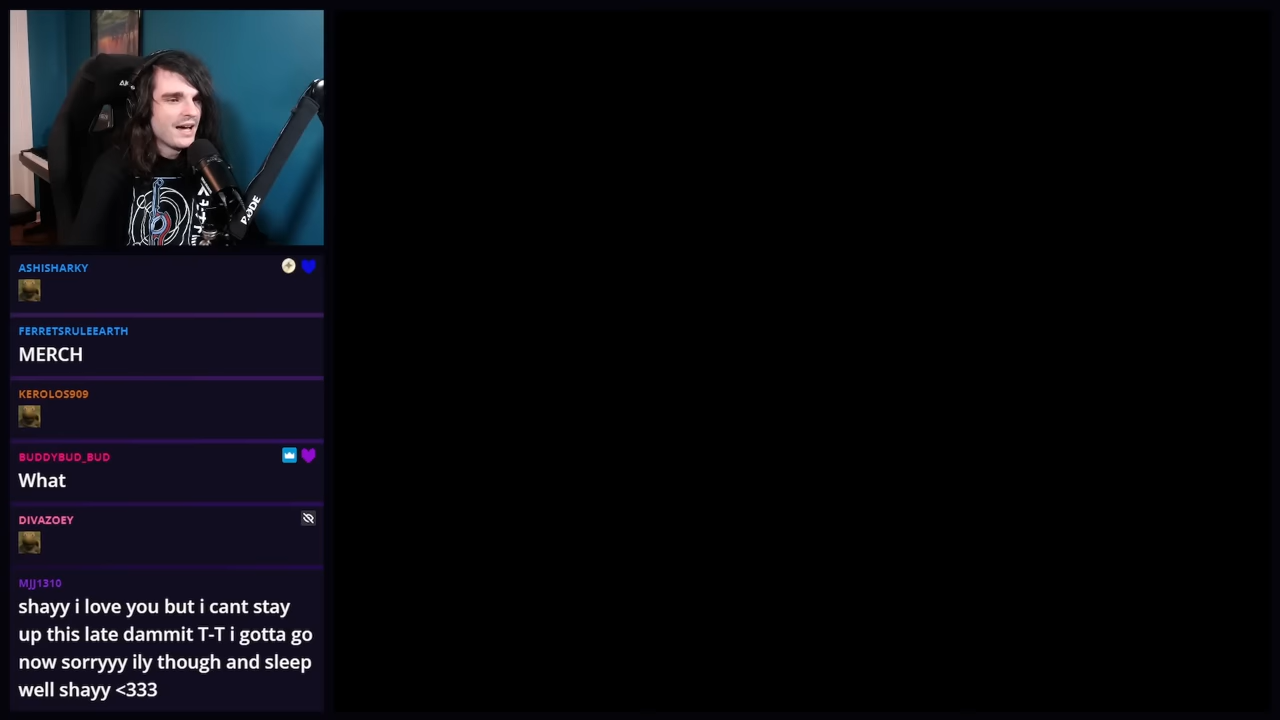 RØDE
ASHISHARKY
FERRETSRULEEARTH
MERCH
KEROLOS909
BUDDYBUD_BUD
What
DIVAZOEY
MJJ1310
shayy i love you but i cant stay
up this late dammit T-T i gotta go
now sorryyy ily though and sleep
well shayy <333